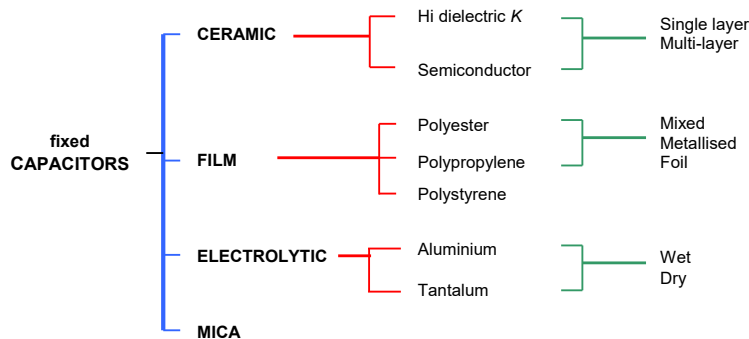 fixed
CAPACITORS
CERAMIC
Hi dielectric K
Semiconductor
Single layer
Multi-layer
FILM
Polyester
Polypropylene
Polystyrene
Mixed
Metallised
Foil
ELECTROLYTIC
Aluminium
Tantalum
Wet
Dry
MICA